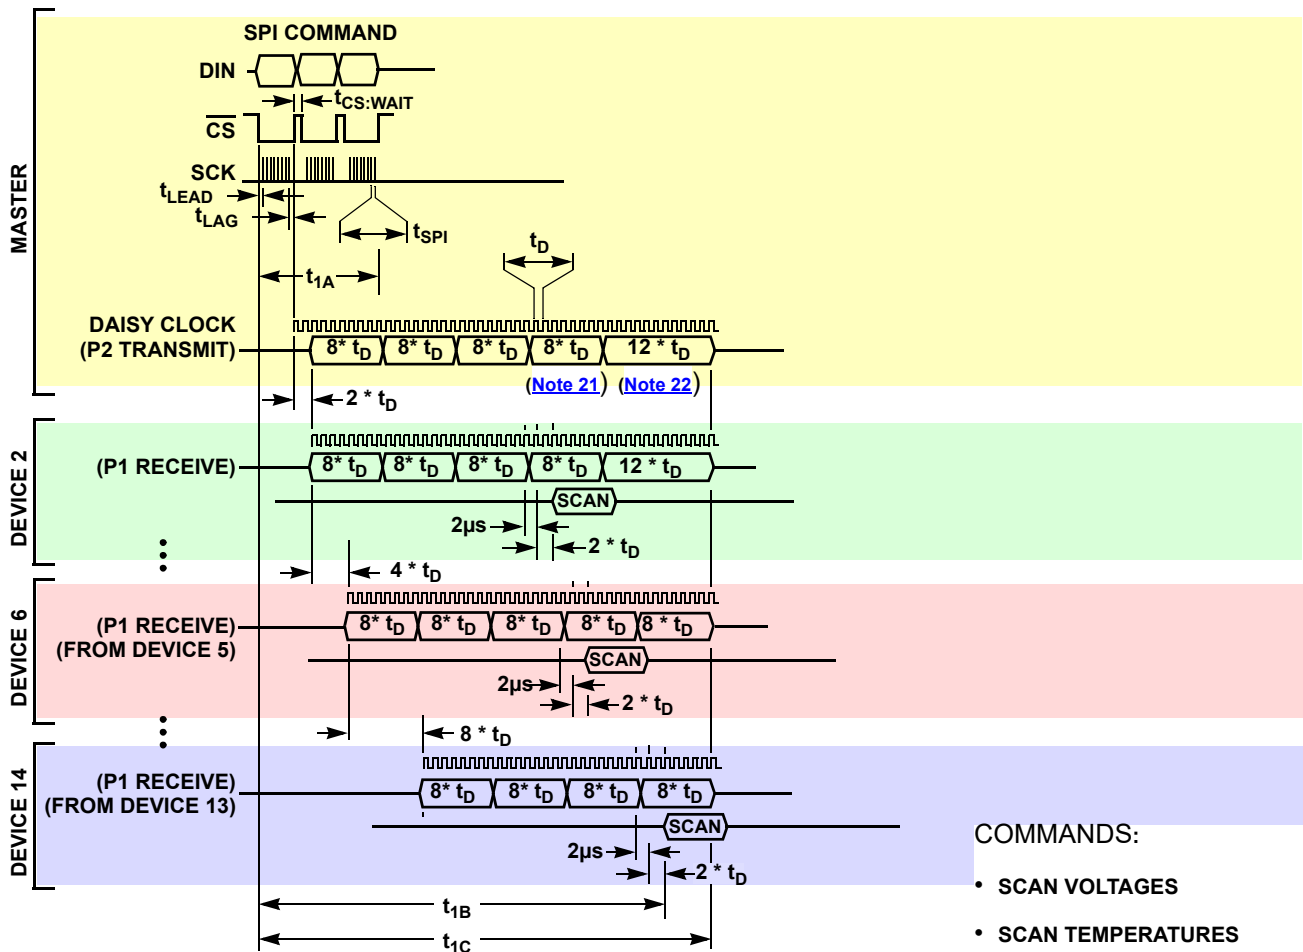 MASTER
SPI COMMAND
DIN
tCS:WAIT
CS
SCK
tLEAD
tLAG
tSPI
tD
t1A
DAISY CLOCK
(P2 TRANSMIT)
8* tD 8* tD 8* tD 8* tD 12 * tD
(Note 21) (Note 22)
2 * tD
DEVICE 2
(P1 RECEIVE)
8* tD 8* tD 8* tD 8* tD 12 * tD
SCAN
2µs
2 * tD
4 * tD
DEVICE 6
(P1 RECEIVE)
(FROM DEVICE 5)
8* tD 8* tD 8* tD 8* tD 8 * tD
SCAN
2µs
2 * tD
8 * tD
DEVICE 14
(P1 RECEIVE)
(FROM DEVICE 13)
8* tD 8* tD 8* tD 8* tD
SCAN
2µs
2 * tD
t1B
t1C
COMMANDS:
• SCAN VOLTAGES
• SCAN TEMPERATURES